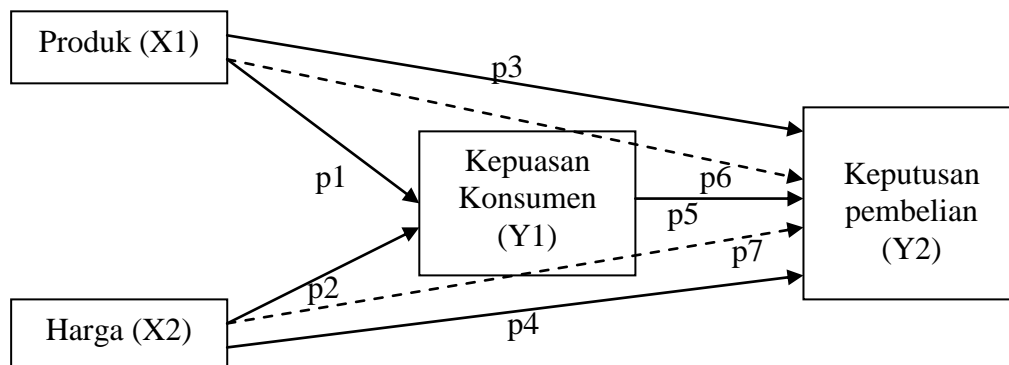 Produk (X1)
p3
p1
Kepuasan
Konsumen
(Y1)
p6
p5
Keputusan
pembelian
(Y2)
p7
p2
Harga (X2)
p4